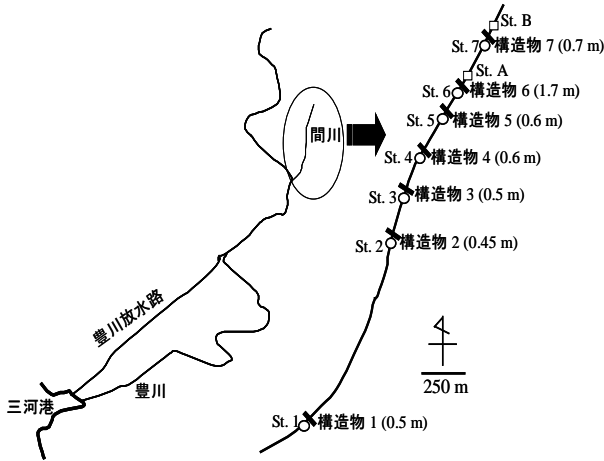 St. B
St. 7 構造物 7 (0.7 m)
St. A
St. 6 構造物 6 (1.7 m)
St. 5 構造物 5 (0.6 m)
間川
St. 4 構造物 4 (0.6 m)
St. 3 構造物 3 (0.5 m)
St. 2 構造物 2 (0.45 m)
豊川放水路
250 m
豊川
三河港
St. 1 構造物 1 (0.5 m)